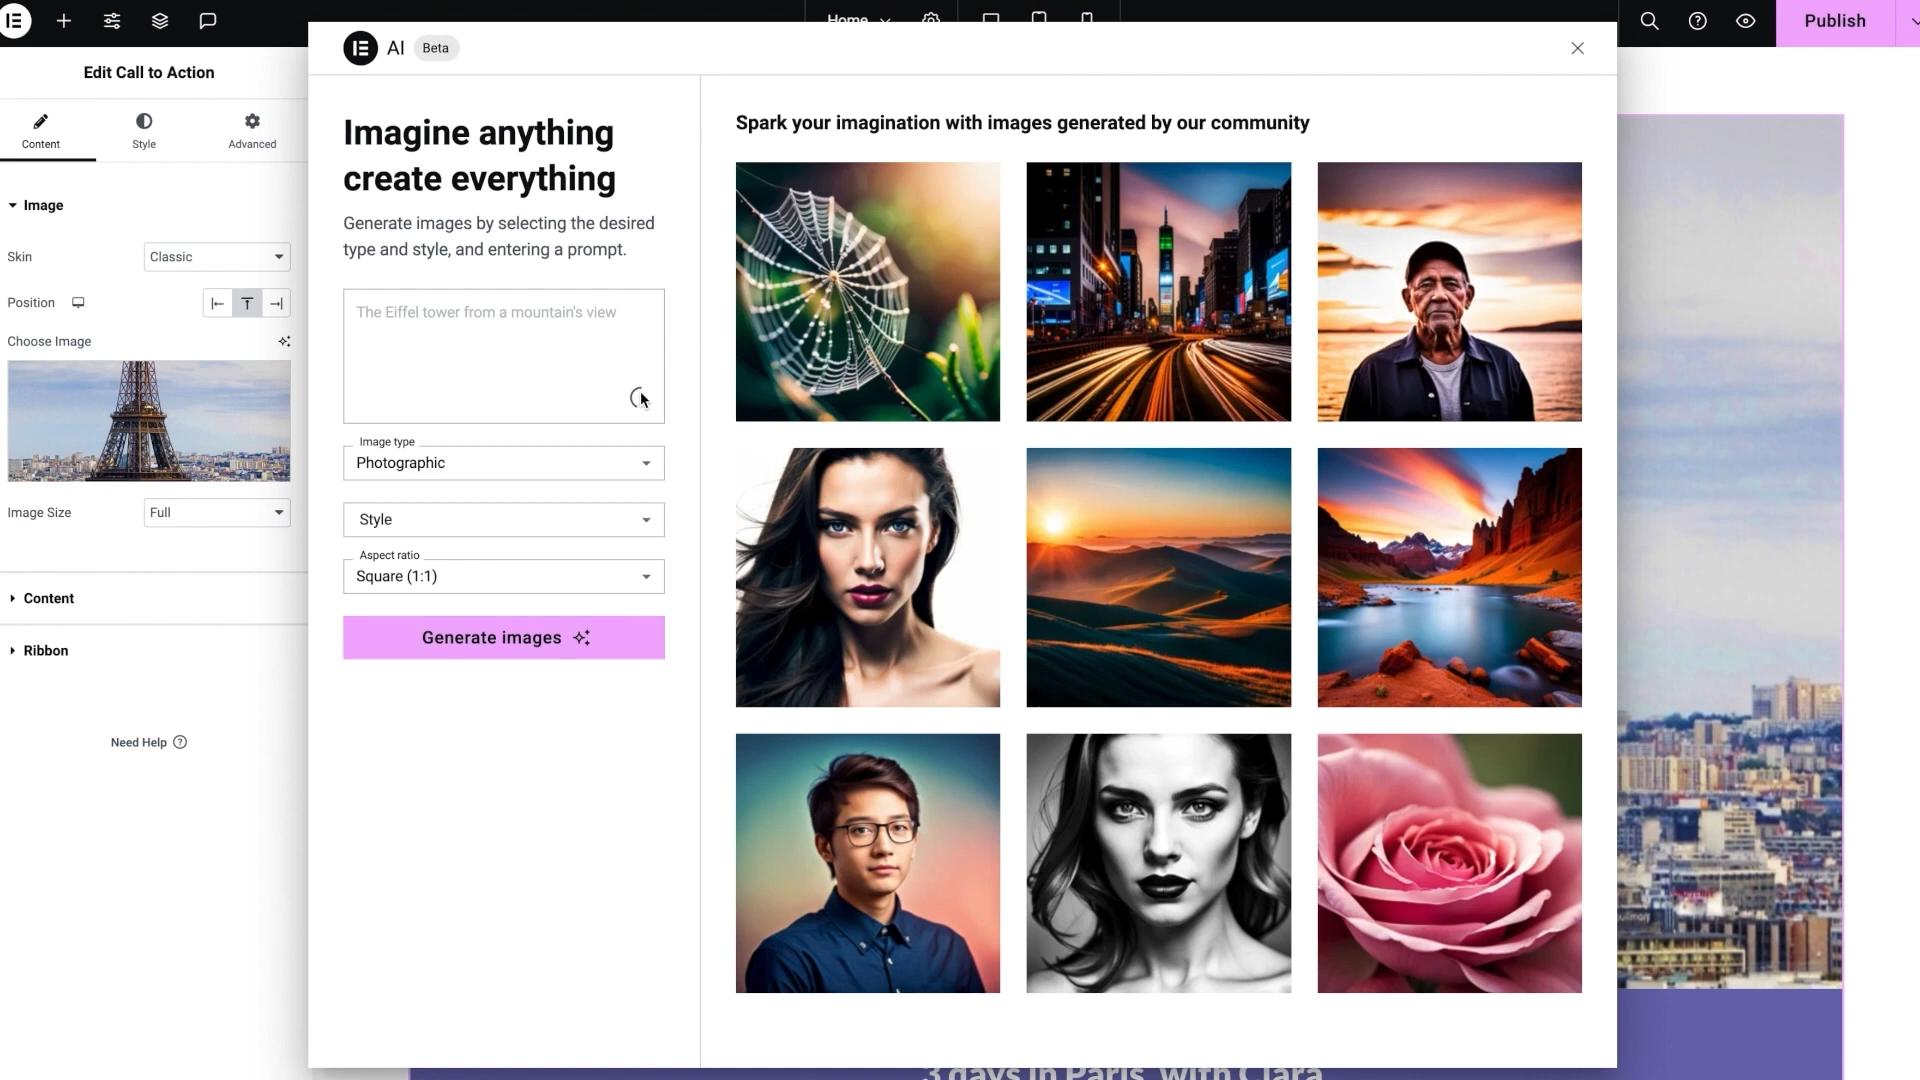 Home
Publish
Edit Call to Action
Content
Style
Advanced
Image
Skin
Classic
Position
Choose Image
Image Size
Full
Content
Ribbon
Need Help
AI
Beta
Imagine anything
create everything
Generate images by selecting the desired
type and style, and entering a prompt.
The Eiffel tower from a mountain's view
Image type
Photographic
Style
Aspect ratio
Square (1:1)
Generate images
Spark your imagination with images generated by our community
3 days in Paris, with Clara